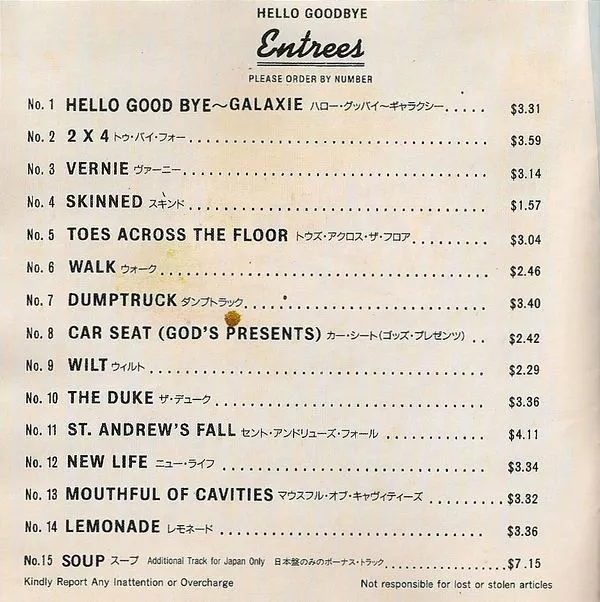 HELLO GOODBYE
Entrees
PLEASE ORDER BY NUMBER
No. 1 HELLO GOOD BYE~GALAXIE ハロー・グッバイ~ギャラクシー..... $3.31
No. 2 2 X 4 トゥ・バイ・フォー................................ $3.59
No. 3 VERNIE ヴァーニー................................ $3.14
No. 4 SKINNED スキンド................................ $1.57
No. 5 TOES ACROSS THE FLOOR トウズ・アクロス・ザ・フロア......... $3.04
No. 6 WALK ウォーク.................................. $2.46
No. 7 DUMPTRUCK ダンプトラック......................... $3.40
No. 8 CAR SEAT (GOD'S PRESENTS) カー・シート(ゴッズ・プレゼンツ) .. $2.42
No. 9 WILT ウィルト................................... $2.29
No. 10 THE DUKE ザ・デューク............................. $3.36
No. 11 ST. ANDREW'S FALL セント・アンドリューズ・フォール .......... $4.11
No. 12 NEW LIFE ニュー・ライフ ........................... $3.34
No. 13 MOUTHFUL OF CAVITIES マウスフル・オブ・キャヴィティーズ ......... $3.32
No. 14 LEMONADE レモネード ........................... $3.36
No.15 SOUP スープ Additional Track for Japan Only 日本盤のみのボーナス・トラック............... $7.15
Kindly Report Any Inattention or Overcharge Not responsible for lost or stolen articles